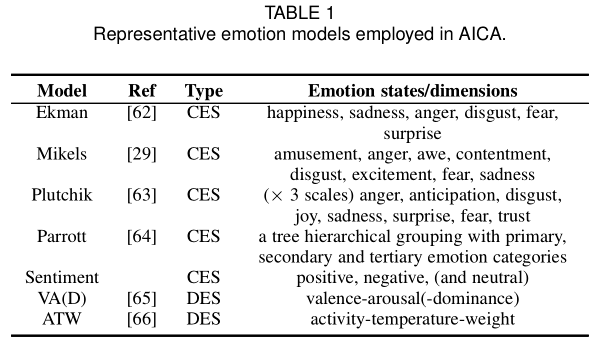 TABLE 1
Representative emotion models employed in AICA.
Model Ref Type Emotion states/dimensions
Ekman [62] CES happiness, sadness, anger, disgust, fear,
surprise
Mikels [29] CES amusement, anger, awe, contentment,
disgust, excitement, fear, sadness
Plutchik [63] CES (× 3 scales) anger, anticipation, disgust,
joy, sadness, surprise, fear, trust
Parrott [64] CES a tree hierarchical grouping with primary,
secondary and tertiary emotion categories
Sentiment CES positive, negative, (and neutral)
VA(D) [65] DES valence-arousal(-dominance)
ATW [66] DES activity-temperature-weight